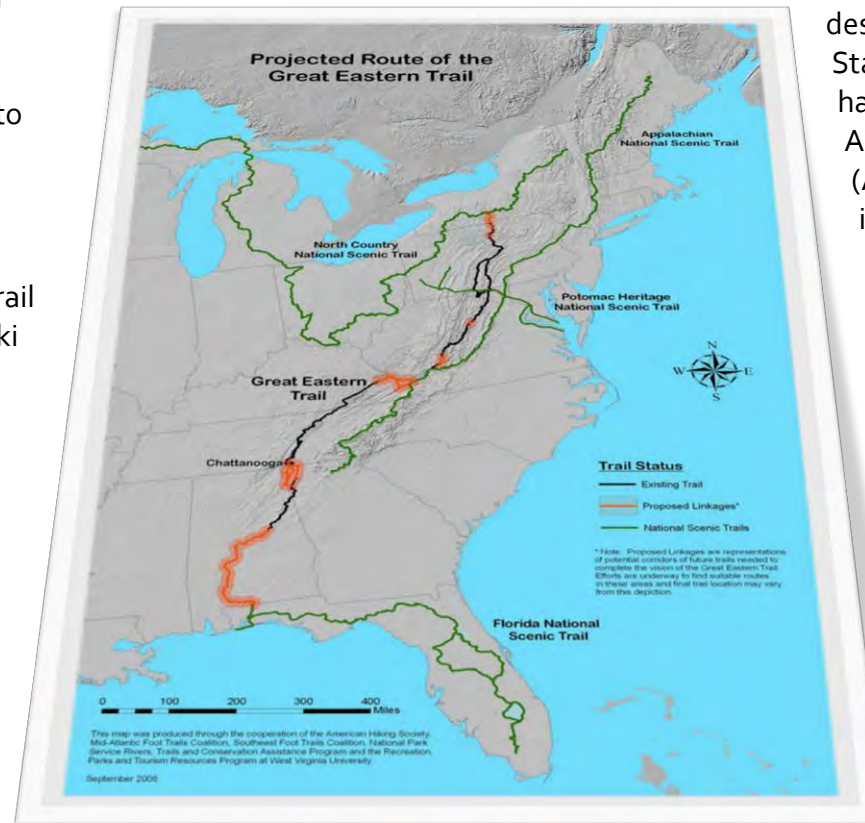 to
rail
ki
des
Sta
ha
A
(A
i
Projected Route of the
Great Eastern Trail
Appalachian
National Scenic Trail
North Country
National Scenic Trail
Potomac Heritage
National Scenic Trail
N
W E
S
Great Eastern
Trail
Chattanooga
Trail Status
Existing Trail
Proposed Linkages*
National Scenic Trails
* Note: Proposed Linkages are representations
of potential corridors of future trails needed to
complete the vision of the Great Eastern Trail.
Efforts are underway to find suitable routes
in these areas and final trail location may vary
from this depiction.
Florida National
Scenic Trail
0 100 200 300 400
Miles
This map was produced through the cooperation of the American Hiking Society,
Mid-Atlantic Foot Trails Coalition, Southeast Foot Trails Coalition, National Park
Service Rivers, Trails and Conservation Assistance Program and the Recreation,
Parks and Tourism Resources Program at West Virginia University.
September 2006